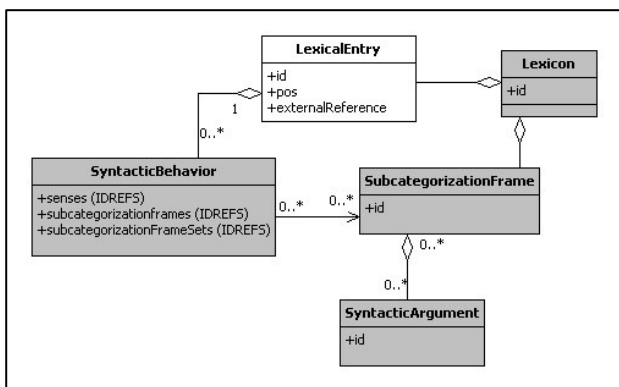 LexicalEntry
+id
+pos
+externalReference
Lexicon
+id
1
0..*
SyntacticBehavior
+senses (IDREFS)
+subcategorizationframes (IDREFS)
+subcategorizationFrameSets (IDREFS)
0..*
0..*
SubcategorizationFrame
+id
0..*
0..*
SyntacticArgument
+id